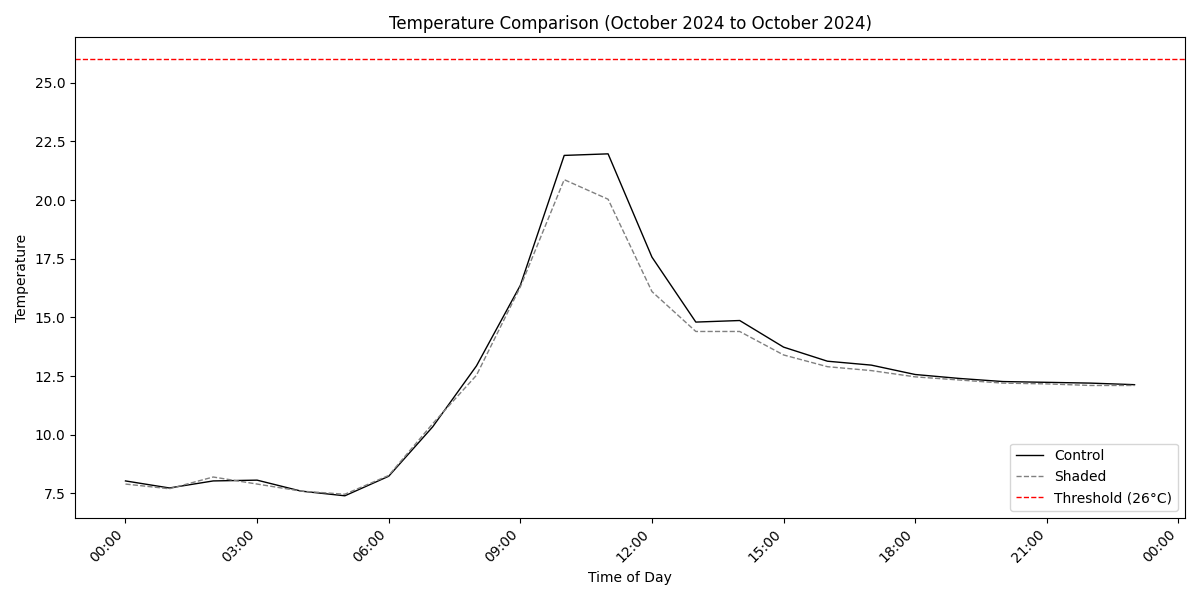 Temperature Comparison (October 2024 to October 2024)
Temperature
25.0
22.5
20.0
17.5
15.0
12.5
10.0
7.5
Control
Shaded
Threshold (26°C)
00:00
03:00
06:00
09:00
12:00
15:00
18:00
21:00
00:00
Time of Day